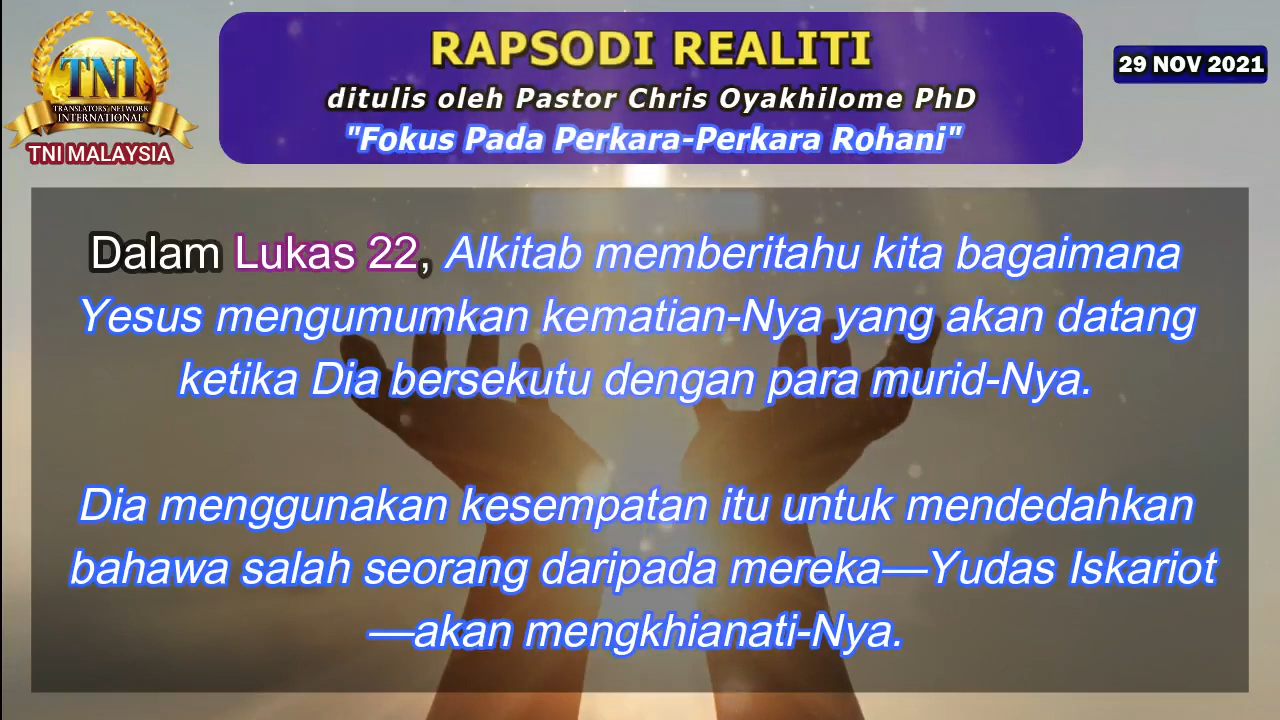 TNI
TRANSLATORS' NETWORK
INTERNATIONAL
TNI MALAYSIA
RAPSODI REALITI
ditulis oleh Pastor Chris Oyakhilome PhD
"Fokus Pada Perkara-Perkara Rohani"
29 NOV 2021
Dalam Lukas 22, Alkitab memberitahu kita bagaimana
Yesus mengumumkan kematian-Nya yang akan datang
ketika Dia bersekutu dengan para murid-Nya.
Dia menggunakan kesempatan itu untuk mendedahkan
bahawa salah seorang daripada mereka—Yudas Iskariot
—akan mengkhianati-Nya.